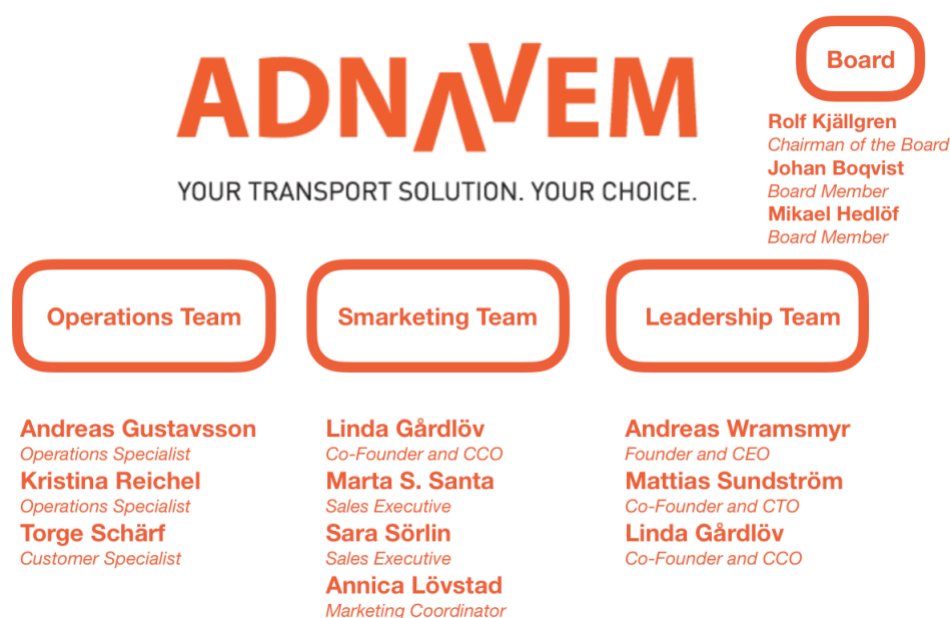 ADNAVEM
YOUR TRANSPORT SOLUTION. YOUR CHOICE.
Board
Rolf Kjällgren
Chairman of the Board
Johan Boqvist
Board Member
Mikael Hedlöf
Board Member
Operations Team
Andreas Gustavsson
Operations Specialist
Kristina Reichel
Operations Specialist
Torge Schärf
Customer Specialist
Smarketing Team
Linda Gårdlöv
Co-Founder and CCO
Marta S. Santa
Sales Executive
Sara Sörlin
Sales Executive
Annica Lövstad
Marketing Coordinator
Leadership Team
Andreas Wramsmyr
Founder and CEO
Mattias Sundström
Co-Founder and CTO
Linda Gårdlöv
Co-Founder and CCO